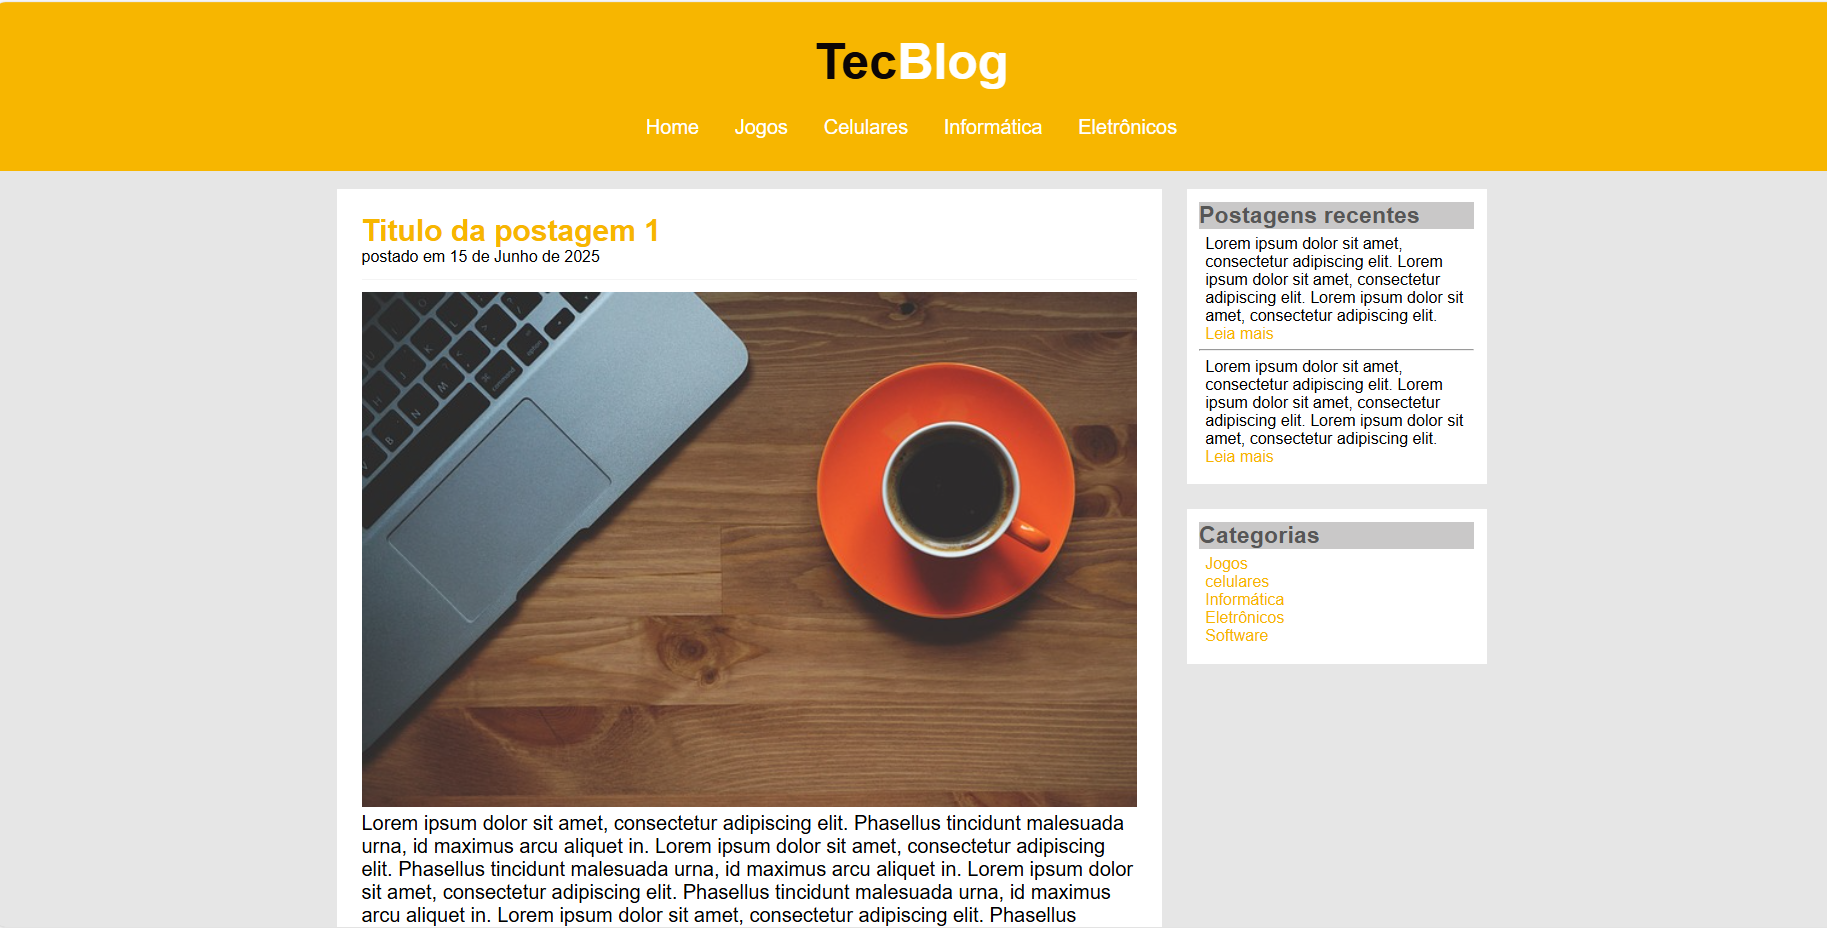 TecBlog
Home Jogos Celulares Informática Eletrônicos
Titulo da postagem 1
postado em 15 de Junho de 2025
Lorem ipsum dolor sit amet, consectetur adipiscing elit. Phasellus tincidunt malesuada
urna, id maximus arcu aliquet in. Lorem ipsum dolor sit amet, consectetur adipiscing
elit. Phasellus tincidunt malesuada urna, id maximus arcu aliquet in. Lorem ipsum dolor
sit amet, consectetur adipiscing elit. Phasellus tincidunt malesuada urna, id maximus
arcu aliquet in. Lorem ipsum dolor sit amet, consectetur adipiscing elit. Phasellus
Postagens recentes
Lorem ipsum dolor sit amet,
consectetur adipiscing elit. Lorem
ipsum dolor sit amet, consectetur
adipiscing elit. Lorem ipsum dolor sit
amet, consectetur adipiscing elit.
Leia mais
Lorem ipsum dolor sit amet,
consectetur adipiscing elit. Lorem
ipsum dolor sit amet, consectetur
adipiscing elit. Lorem ipsum dolor sit
amet, consectetur adipiscing elit.
Leia mais
Categorias
Jogos
celulares
Informática
Eletrônicos
Software